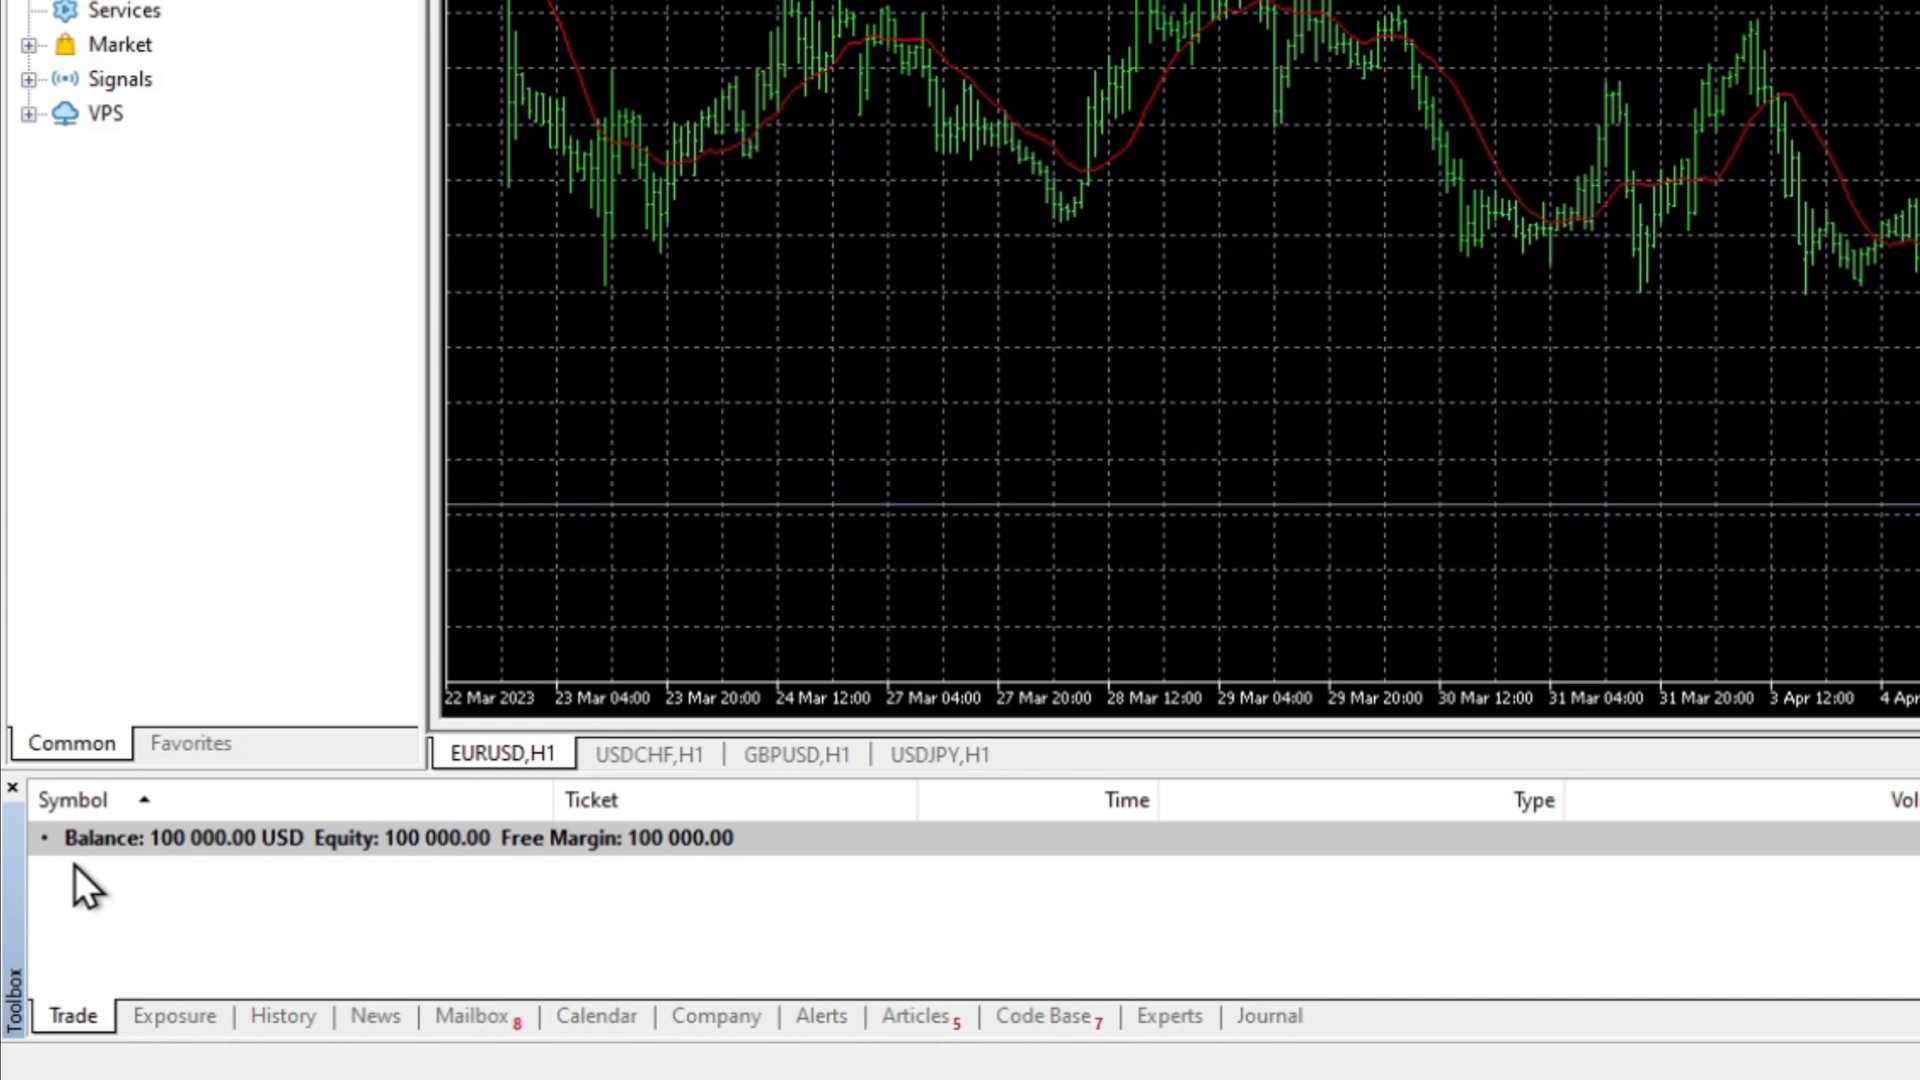 Services
Market
Signals
VPS
22 Mar 2023 23 Mar 04:00 23 Mar 20:00 24 Mar 12:00 27 Mar 04:00 27 Mar 20:00 28 Mar 12:00 29 Mar 04:00 29 Mar 20:00 30 Mar 12:00 31 Mar 04:00 31 Mar 20:00 3 Apr 12:00 4 Apr
Common Favorites
EURUSD,H1 USDCHF,H1 GBPUSD,H1 USDJPY,H1
Symbol Ticket Time Type Vol
Balance: 100 000.00 USD Equity: 100 000.00 Free Margin: 100 000.00
Toolbox
Trade Exposure History News Mailbox 8 Calendar Company Alerts Articles 5 Code Base 7 Experts Journal